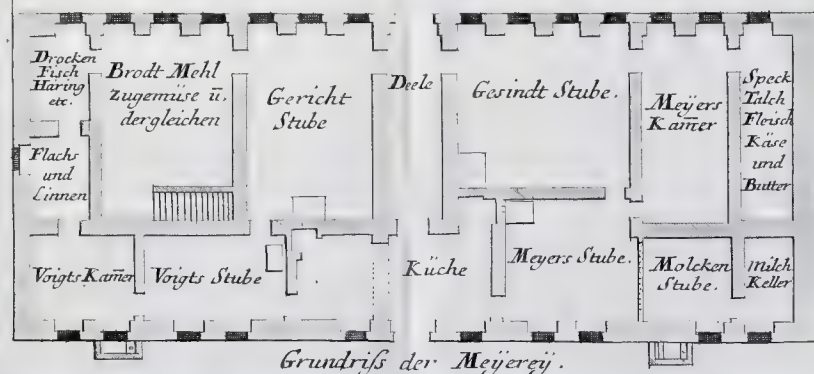 Drocken
Fisch
Häring
etc.
Brodt Mehl
Zugemüse ū.
dergleichen
Gericht
Stube
Deele
Gesindt Stube.
Meÿers
Kam̄er
Speck
Talch
Fleisch
Käse
und
Butter
Flachs
und
Linnen
Voigts Kam̄er
Voigts Stube
Küche
Meyers Stube.
Molcken
Stube.
Milch
Keller
Grundriſs der Meÿereÿ.